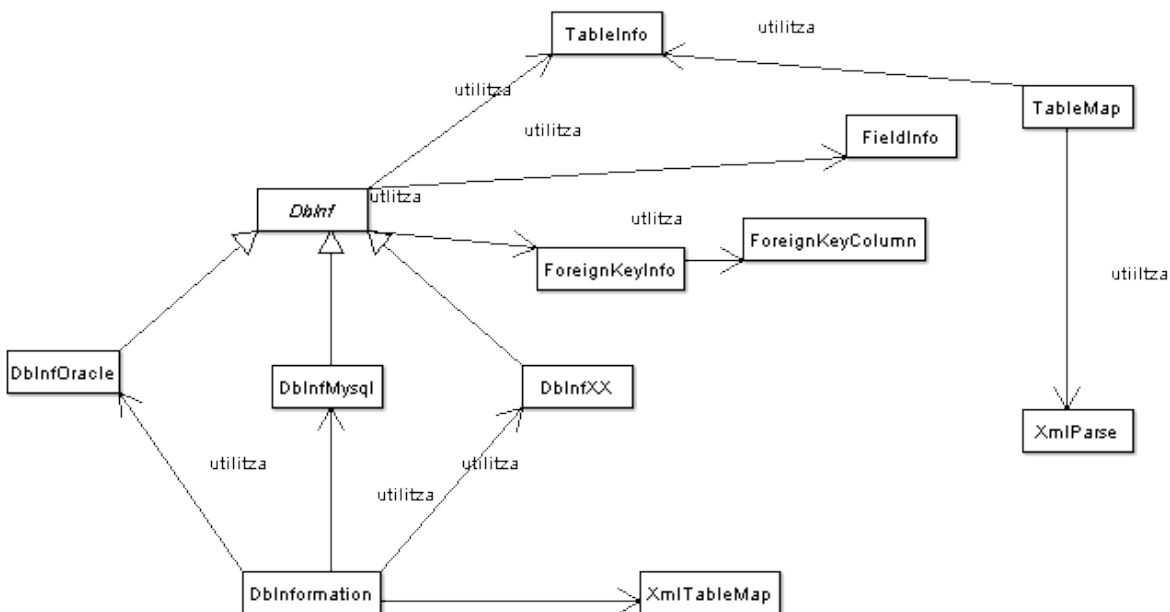 utilitza
TableInfo
utilitza
TableMap
utilitza
FieldInfo
utlitza
DbInf
utlitza
ForeignKeyColumn
ForeignKeyInfo
utiiltza
DbInfOracle
DbInfMysql
DbInfXX
XmlParse
utilitza
utilitza
utilitza
DbInformation
XmlTableMap